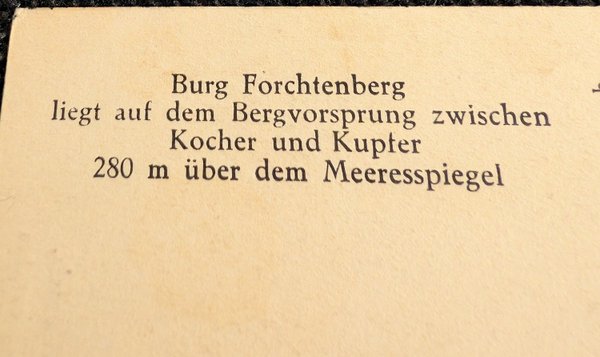 Burg Forchtenberg
liegt auf dem Bergvorsprung zwischen
Kocher und Kupfer
280 m über dem Meeresspiegel